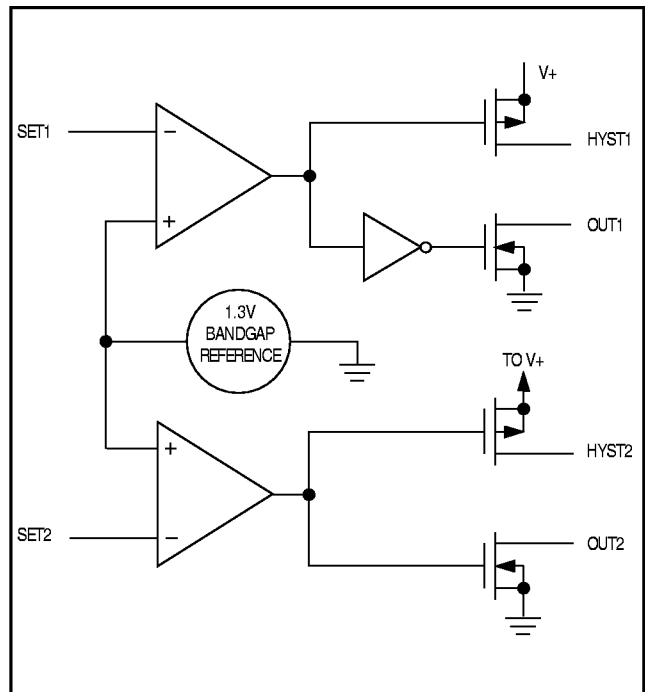 V+
SET1
−
HYST1
+
OUT1
1.3V
BANDGAP
REFERENCE
TO V+
+
HYST2
SET2
−
OUT2